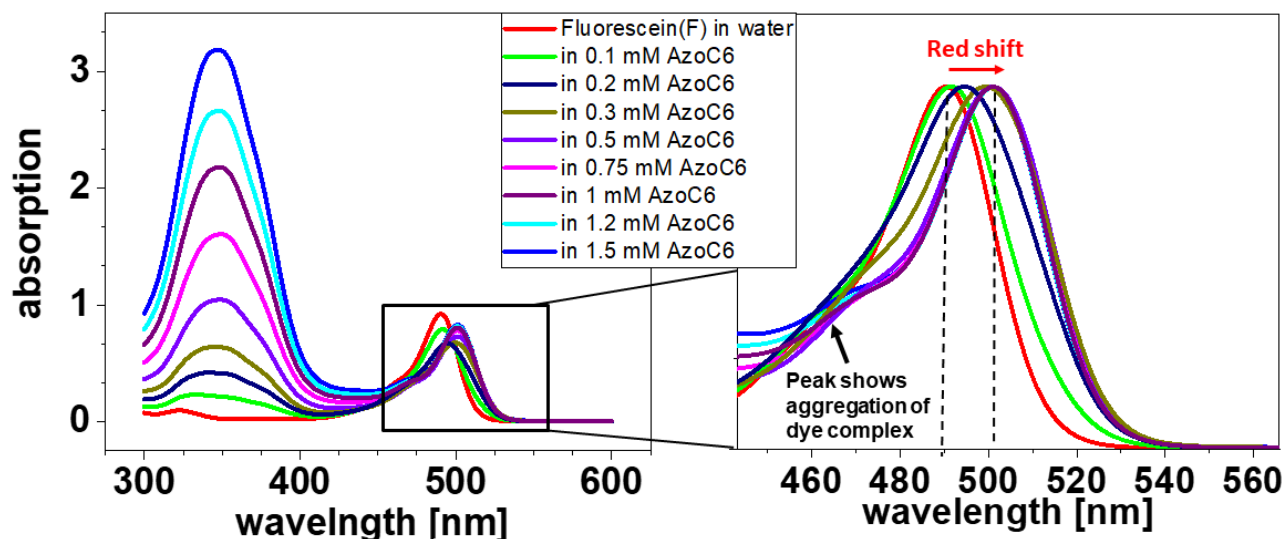 Fluorescein(F) in water
in 0.1 mM AzoC6
in 0.2 mM AzoC6
in 0.3 mM AzoC6
in 0.5 mM AzoC6
in 0.75 mM AzoC6
in 1 mM AzoC6
in 1.2 mM AzoC6
in 1.5 mM AzoC6
absorption
3
2
1
0
300
400
500
600
wavelngth [nm]
Red shift
Peak shows
aggregation of
dye complex
460
480
500
520
540
560
wavelength [nm]